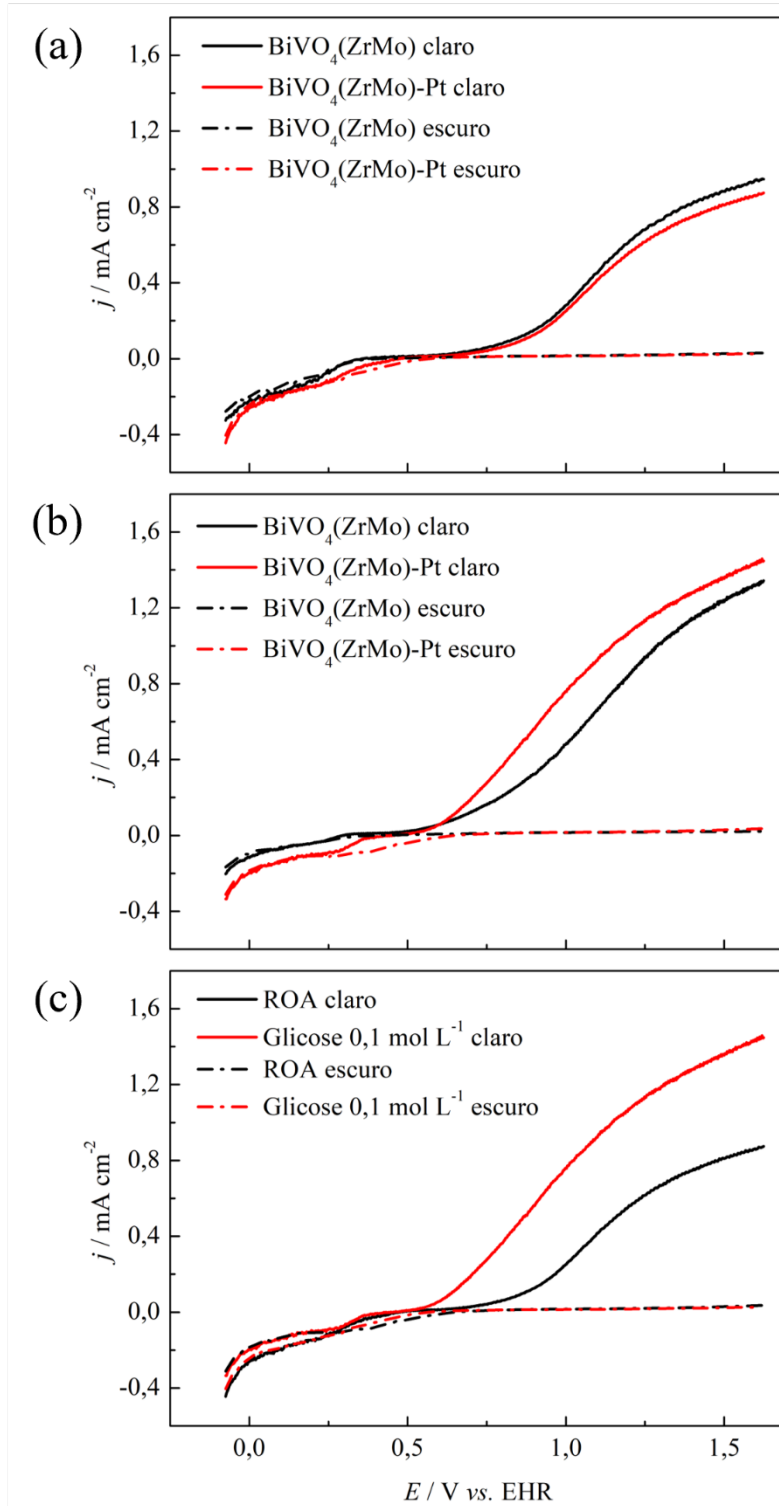 (a)
BiVO₄(ZrMo) claro
BiVO₄(ZrMo)-Pt claro
BiVO₄(ZrMo) escuro
BiVO₄(ZrMo)-Pt escuro
1,6
1,2
0,8
0,4
0,0
-0,4
j / mA cm⁻²
(b)
BiVO₄(ZrMo) claro
BiVO₄(ZrMo)-Pt claro
BiVO₄(ZrMo) escuro
BiVO₄(ZrMo)-Pt escuro
1,6
1,2
0,8
0,4
0,0
-0,4
j / mA cm⁻²
(c)
ROA claro
Glicose 0,1 mol L⁻¹ claro
ROA escuro
Glicose 0,1 mol L⁻¹ escuro
1,6
1,2
0,8
0,4
0,0
-0,4
j / mA cm⁻²
0,0 0,5 1,0 1,5
E / V vs. EHR